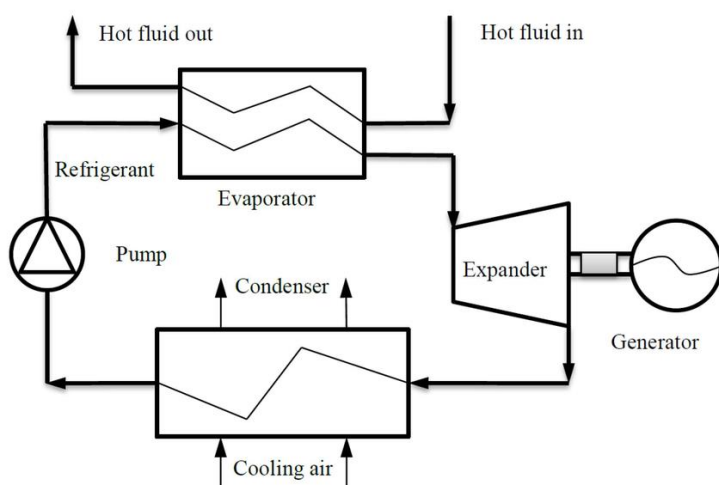 Hot fluid out
Hot fluid in
Refrigerant
Evaporator
Pump
Condenser
Expander
Generator
Cooling air